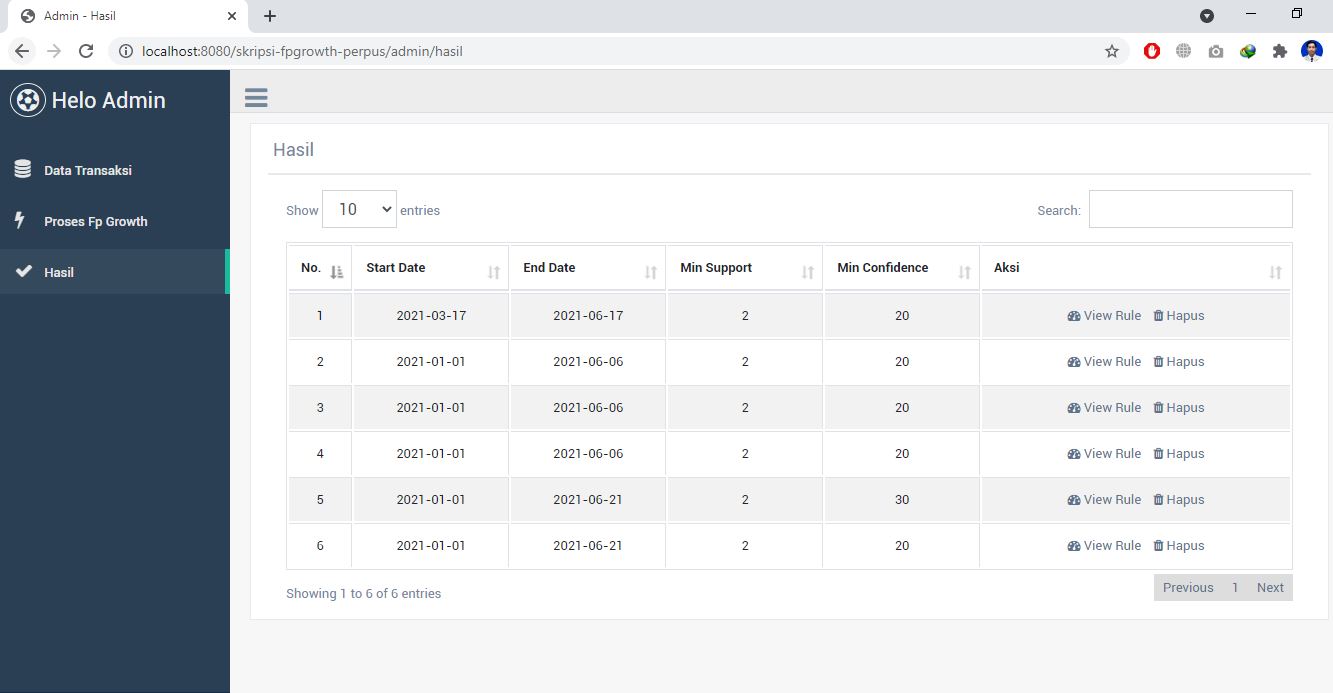 Admin - Hasil
localhost:8080/skripsi-fpgrowth-perpus/admin/hasil
Helo Admin
Data Transaksi
Proses Fp Growth
Hasil
Hasil
Show 10 entries Search:
No. Start Date End Date Min Support Min Confidence Aksi
1 2021-03-17 2021-06-17 2 20 View Rule Hapus
2 2021-01-01 2021-06-06 2 20 View Rule Hapus
3 2021-01-01 2021-06-06 2 20 View Rule Hapus
4 2021-01-01 2021-06-06 2 20 View Rule Hapus
5 2021-01-01 2021-06-21 2 30 View Rule Hapus
6 2021-01-01 2021-06-21 2 20 View Rule Hapus
Showing 1 to 6 of 6 entries Previous 1 Next